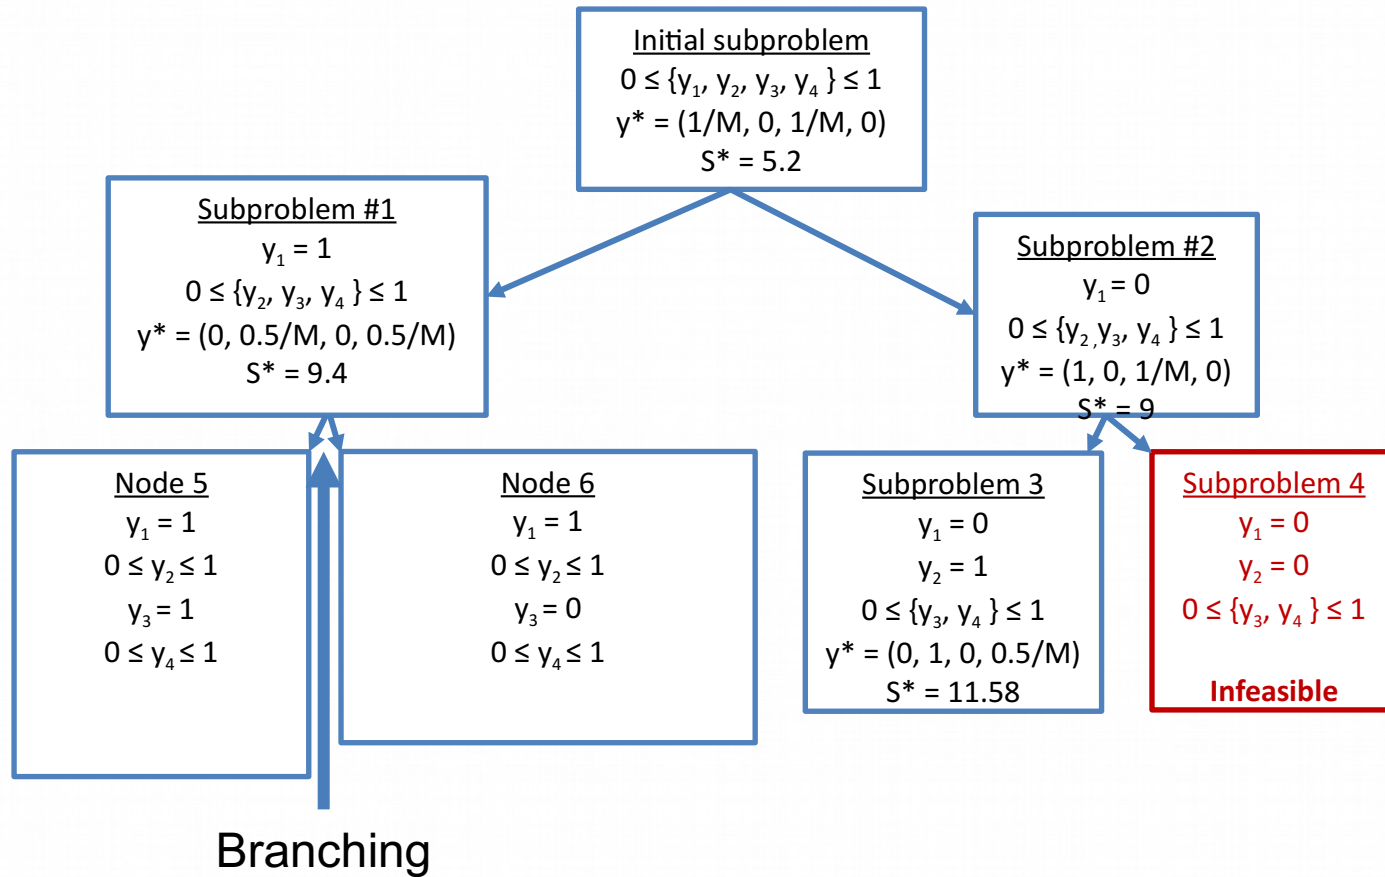 Initial subproblem
0 ≤ {y₁, y₂, y₃, y₄ } ≤ 1
y* = (1/M, 0, 1/M, 0)
S* = 5.2
Subproblem #1
y₁ = 1
0 ≤ {y₂, y₃, y₄ } ≤ 1
y* = (0, 0.5/M, 0, 0.5/M)
S* = 9.4
Subproblem #2
y₁ = 0
0 ≤ {y₂,y₃, y₄ } ≤ 1
y* = (1, 0, 1/M, 0)
S* = 9
Node 5
y₁ = 1
0 ≤ y₂ ≤ 1
y₃ = 1
0 ≤ y₄ ≤ 1
Node 6
y₁ = 1
0 ≤ y₂ ≤ 1
y₃ = 0
0 ≤ y₄ ≤ 1
Subproblem 3
y₁ = 0
y₂ = 1
0 ≤ {y₃, y₄ } ≤ 1
y* = (0, 1, 0, 0.5/M)
S* = 11.58
Subproblem 4
y₁ = 0
y₂ = 0
0 ≤ {y₃, y₄ } ≤ 1
Infeasible
Branching